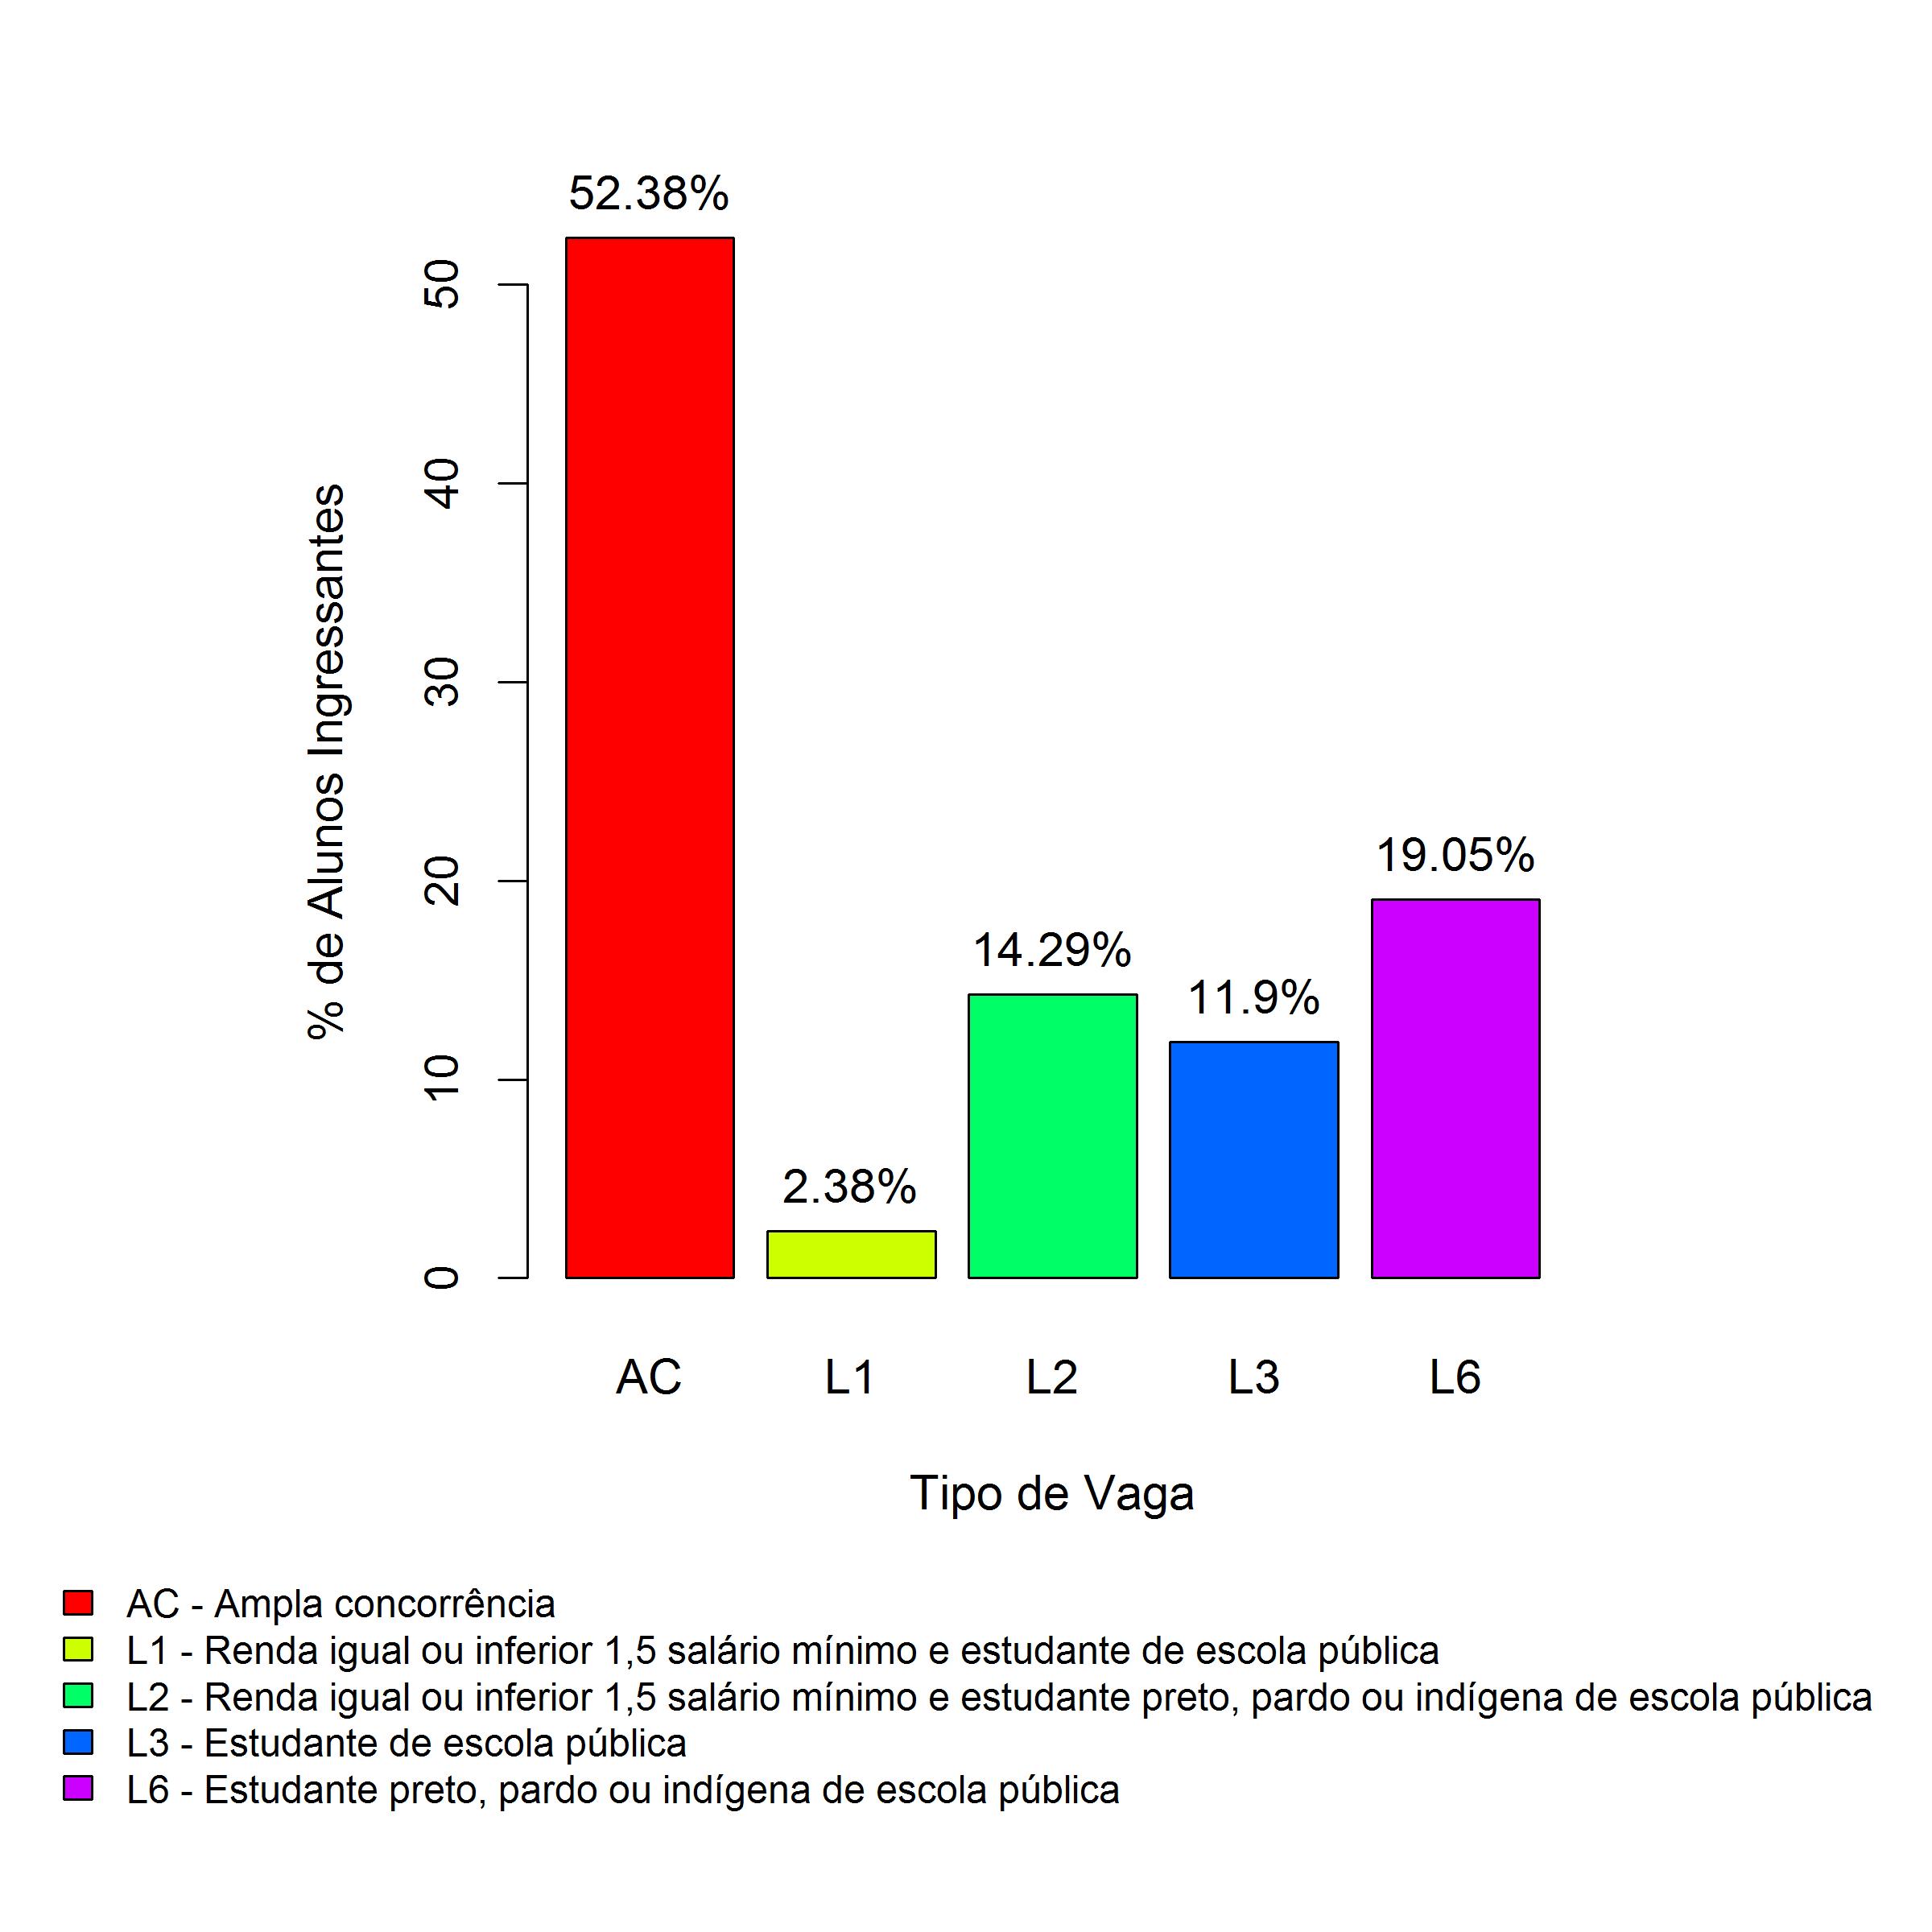 52.38%
50
40
30
20
10
0
% de Alunos Ingressantes
19.05%
14.29%
11.9%
2.38%
AC L1 L2 L3 L6
Tipo de Vaga
AC - Ampla concorrência
L1 - Renda igual ou inferior 1,5 salário mínimo e estudante de escola pública
L2 - Renda igual ou inferior 1,5 salário mínimo e estudante preto, pardo ou indígena de escola pública
L3 - Estudante de escola pública
L6 - Estudante preto, pardo ou indígena de escola pública